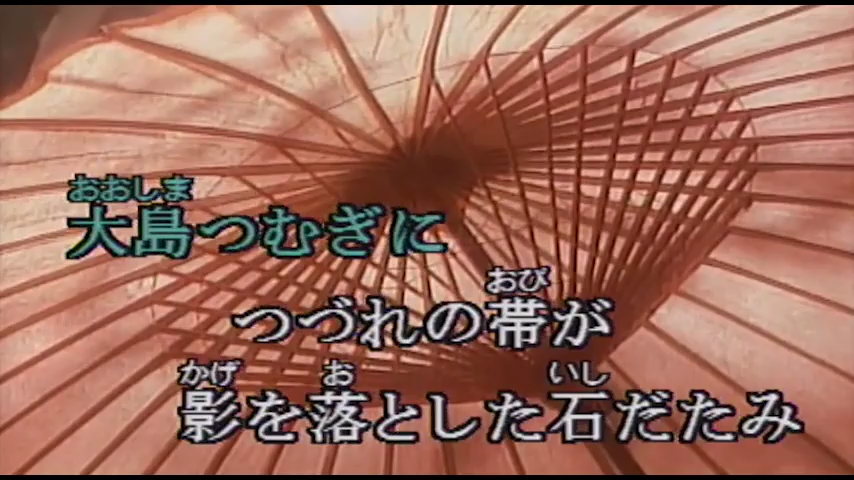 おおしま
大島つむぎに
おび
つづれの帯が
かげ お いし
影を落とした石だたみ